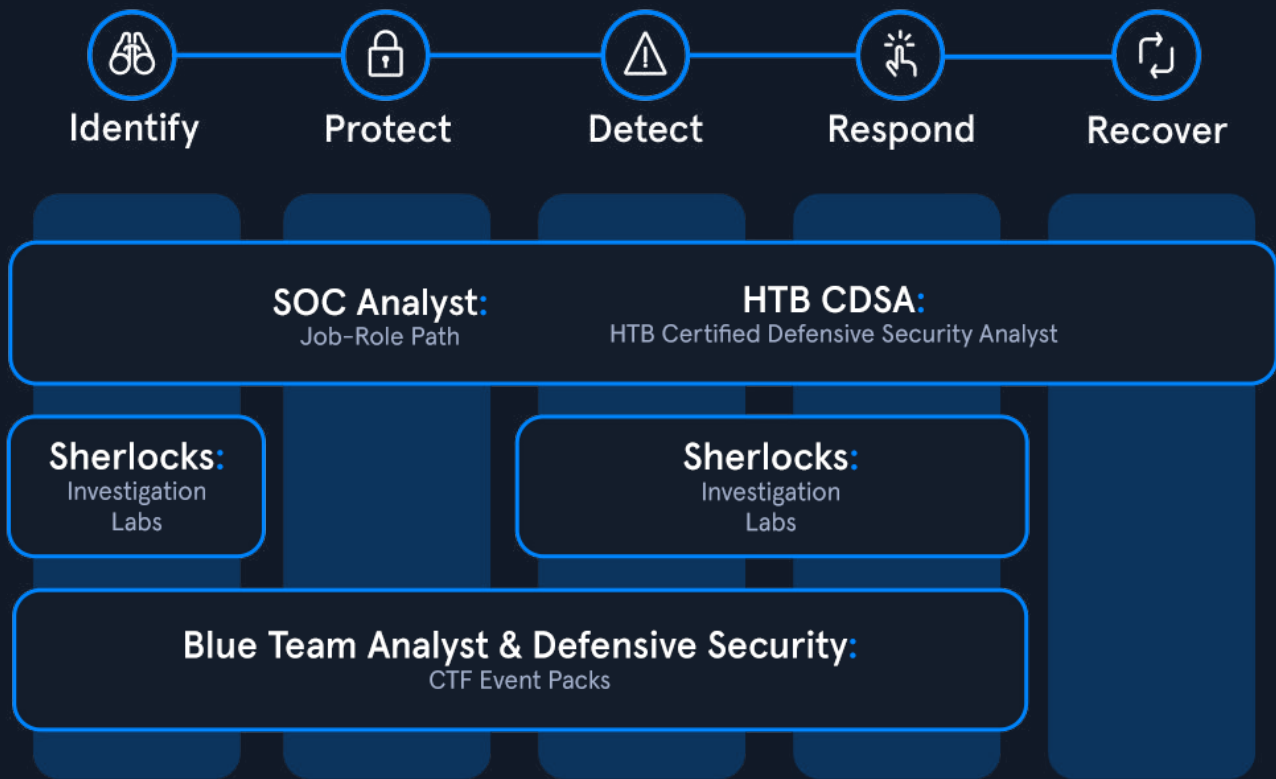 Identify
Protect
Detect
Respond
Recover
SOC Analyst:
Job-Role Path
HTB CDSA:
HTB Certified Defensive Security Analyst
Sherlocks:
Investigation
Labs
Sherlocks:
Investigation
Labs
Blue Team Analyst & Defensive Security:
CTF Event Packs